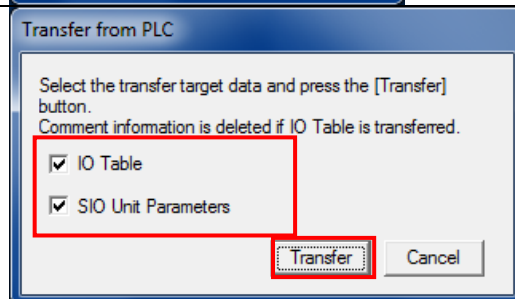 Transfer from PLC
Select the transfer target data and press the [Transfer]
button.
Comment information is deleted if IO Table is transferred.
IO Table
SIO Unit Parameters
Transfer
Cancel